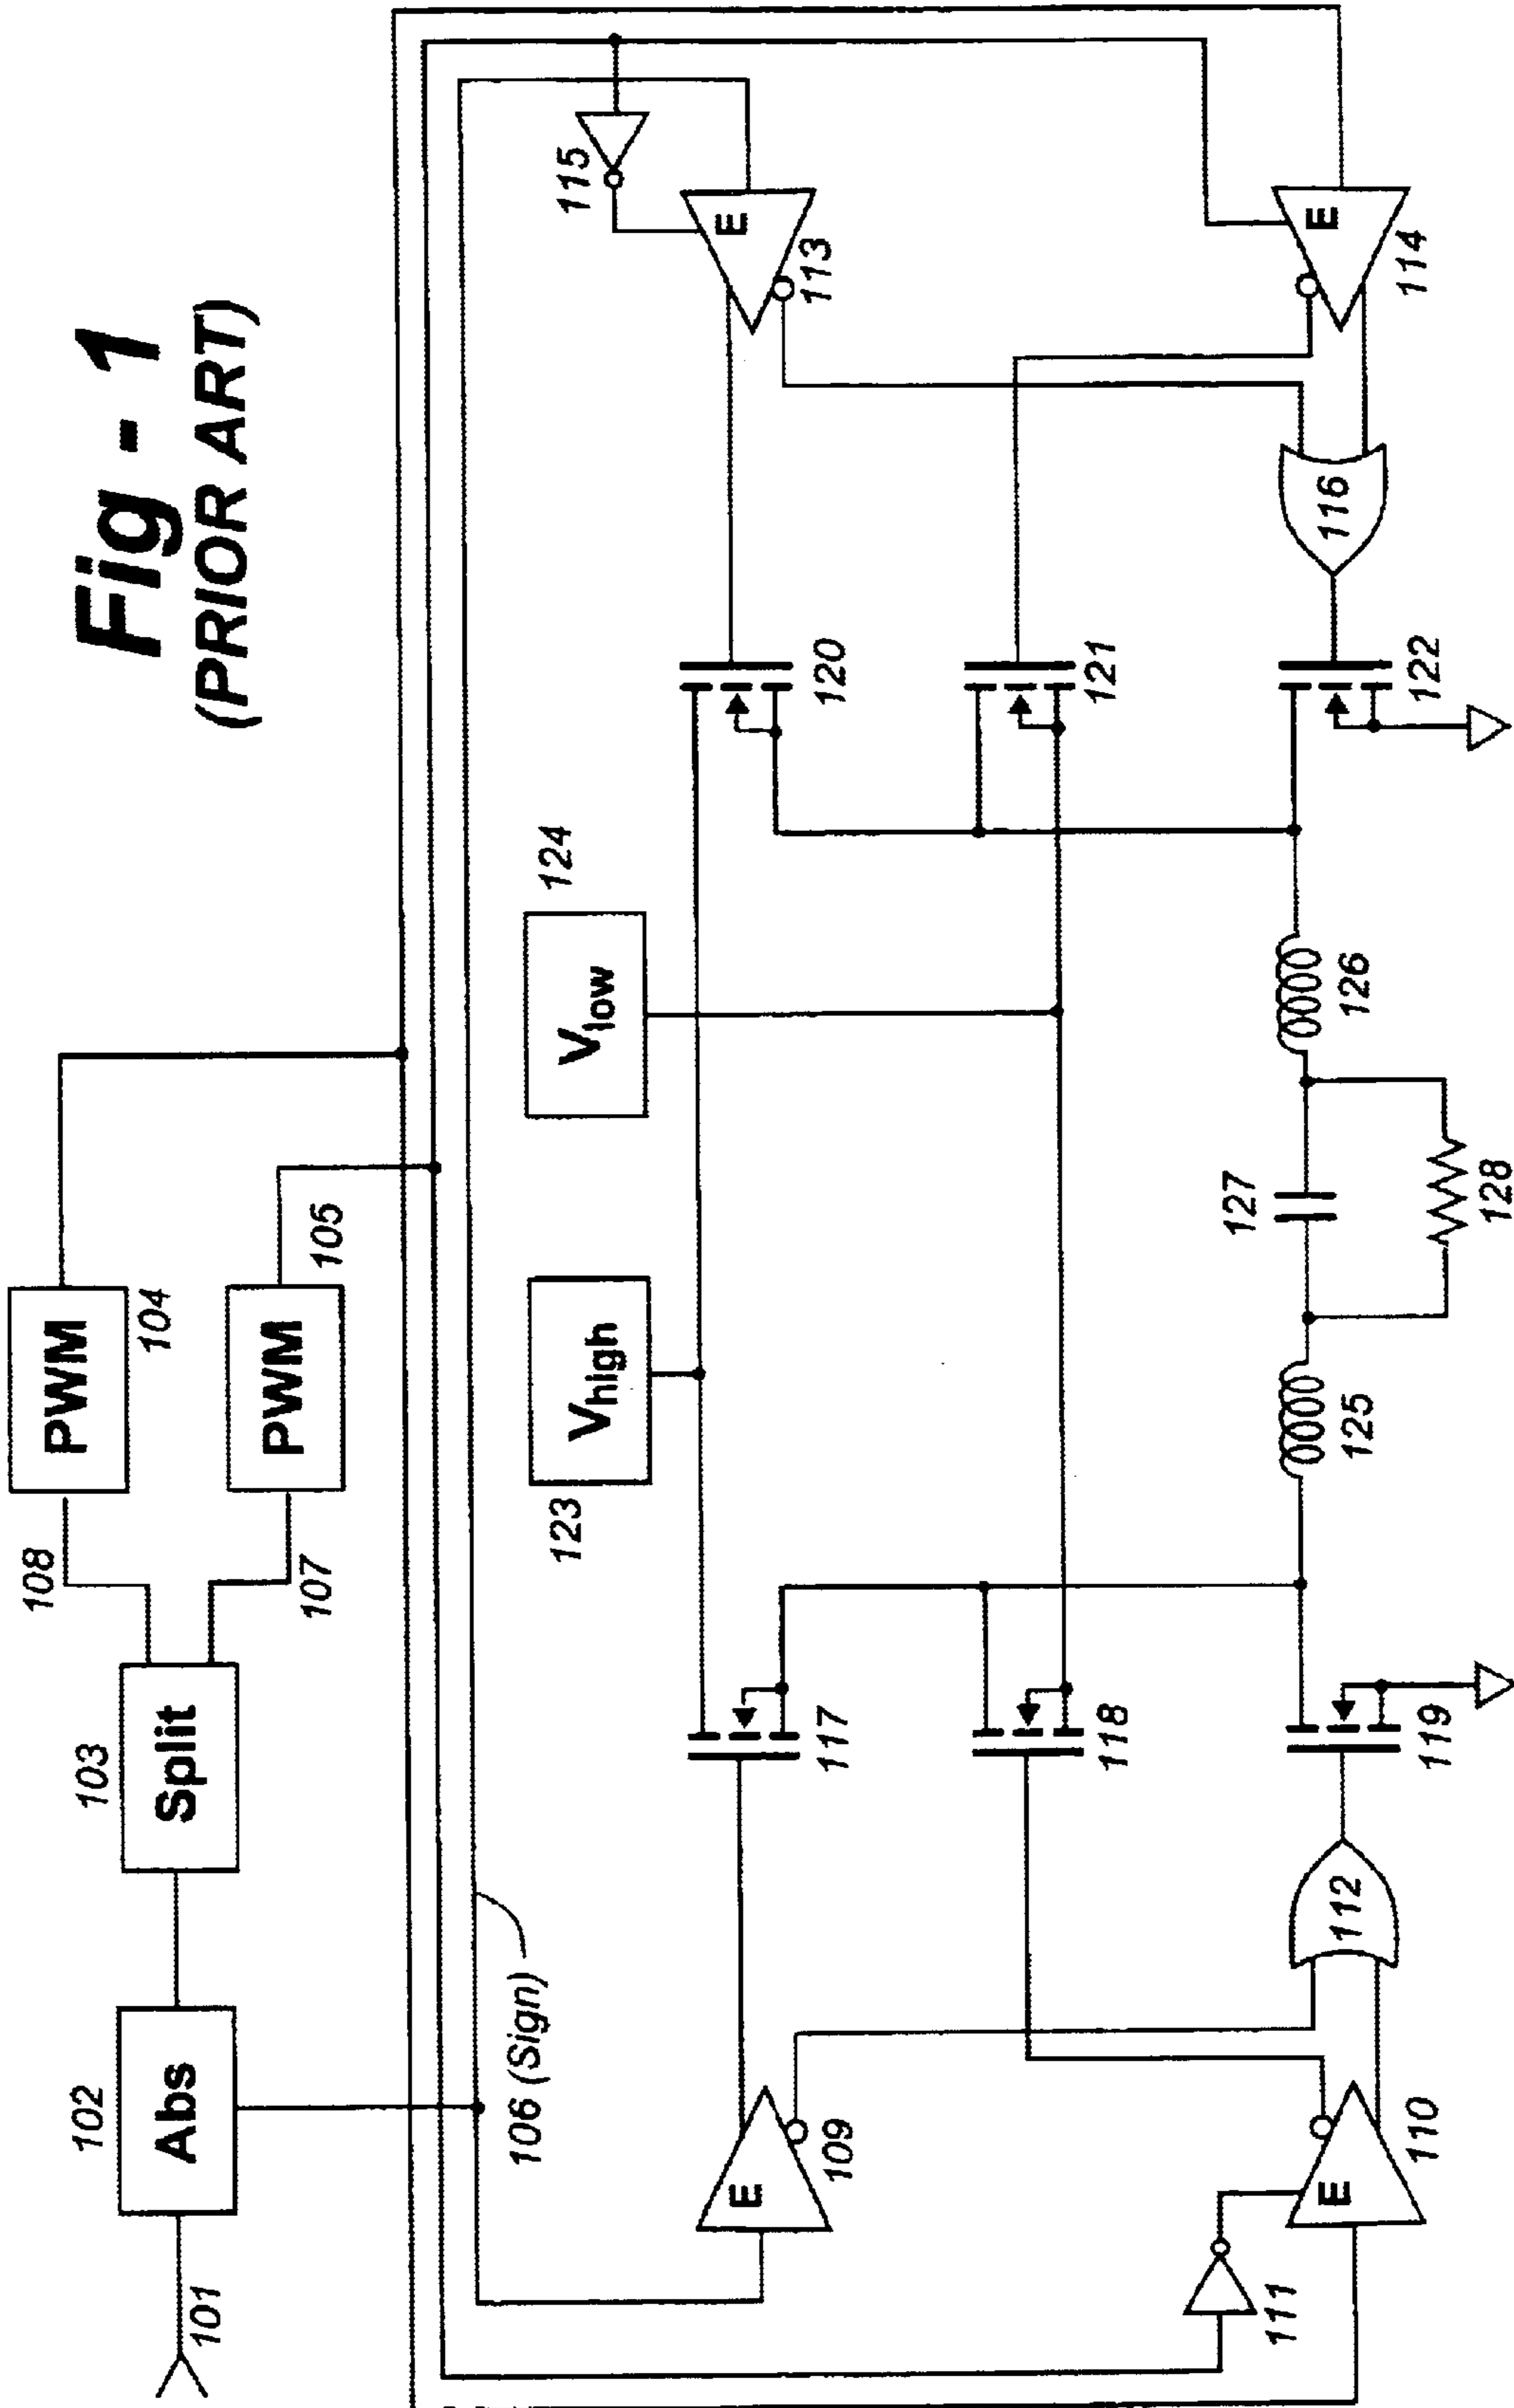 Fig - 1
(PRIOR ART)
101
102
Abs
103
Split
108
107
PWM
104
PWM
105
106 (Sign)
123
Vhigh
Vlow
124
115
E
113
E
114
116
120
121
122
117
118
119
E
109
E
110
111
112
125
126
127
128